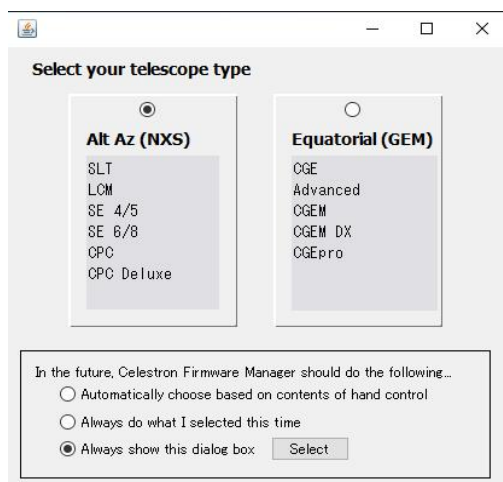 Select your telescope type
Alt Az (NXS)
SLT
LCM
SE 4/5
SE 6/8
CPC
CPC Deluxe
Equatorial (GEM)
CGE
Advanced
CGEM
CGEM DX
CGEpro
In the future, Celestron Firmware Manager should do the following...
Automatically choose based on contents of hand control
Always do what I selected this time
Always show this dialog box Select